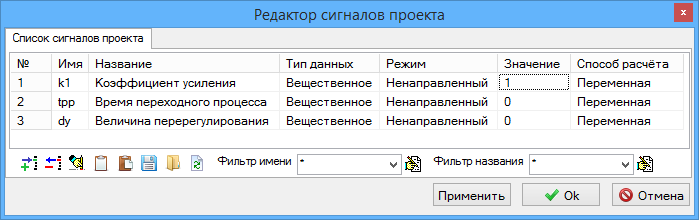 Редактор сигналов проекта
x
Список сигналов проекта
№ Имя Название Тип данных Режим Значение Способ расчёта
1 k1 Коэффициент усиления Вещественное Ненаправленный 1 Переменная
2 tpp Время переходного процесса Вещественное Ненаправленный 0 Переменная
3 dy Величина перерегулирования Вещественное Ненаправленный 0 Переменная
Фильтр имени * Фильтр названия *
Применить Ok Отмена